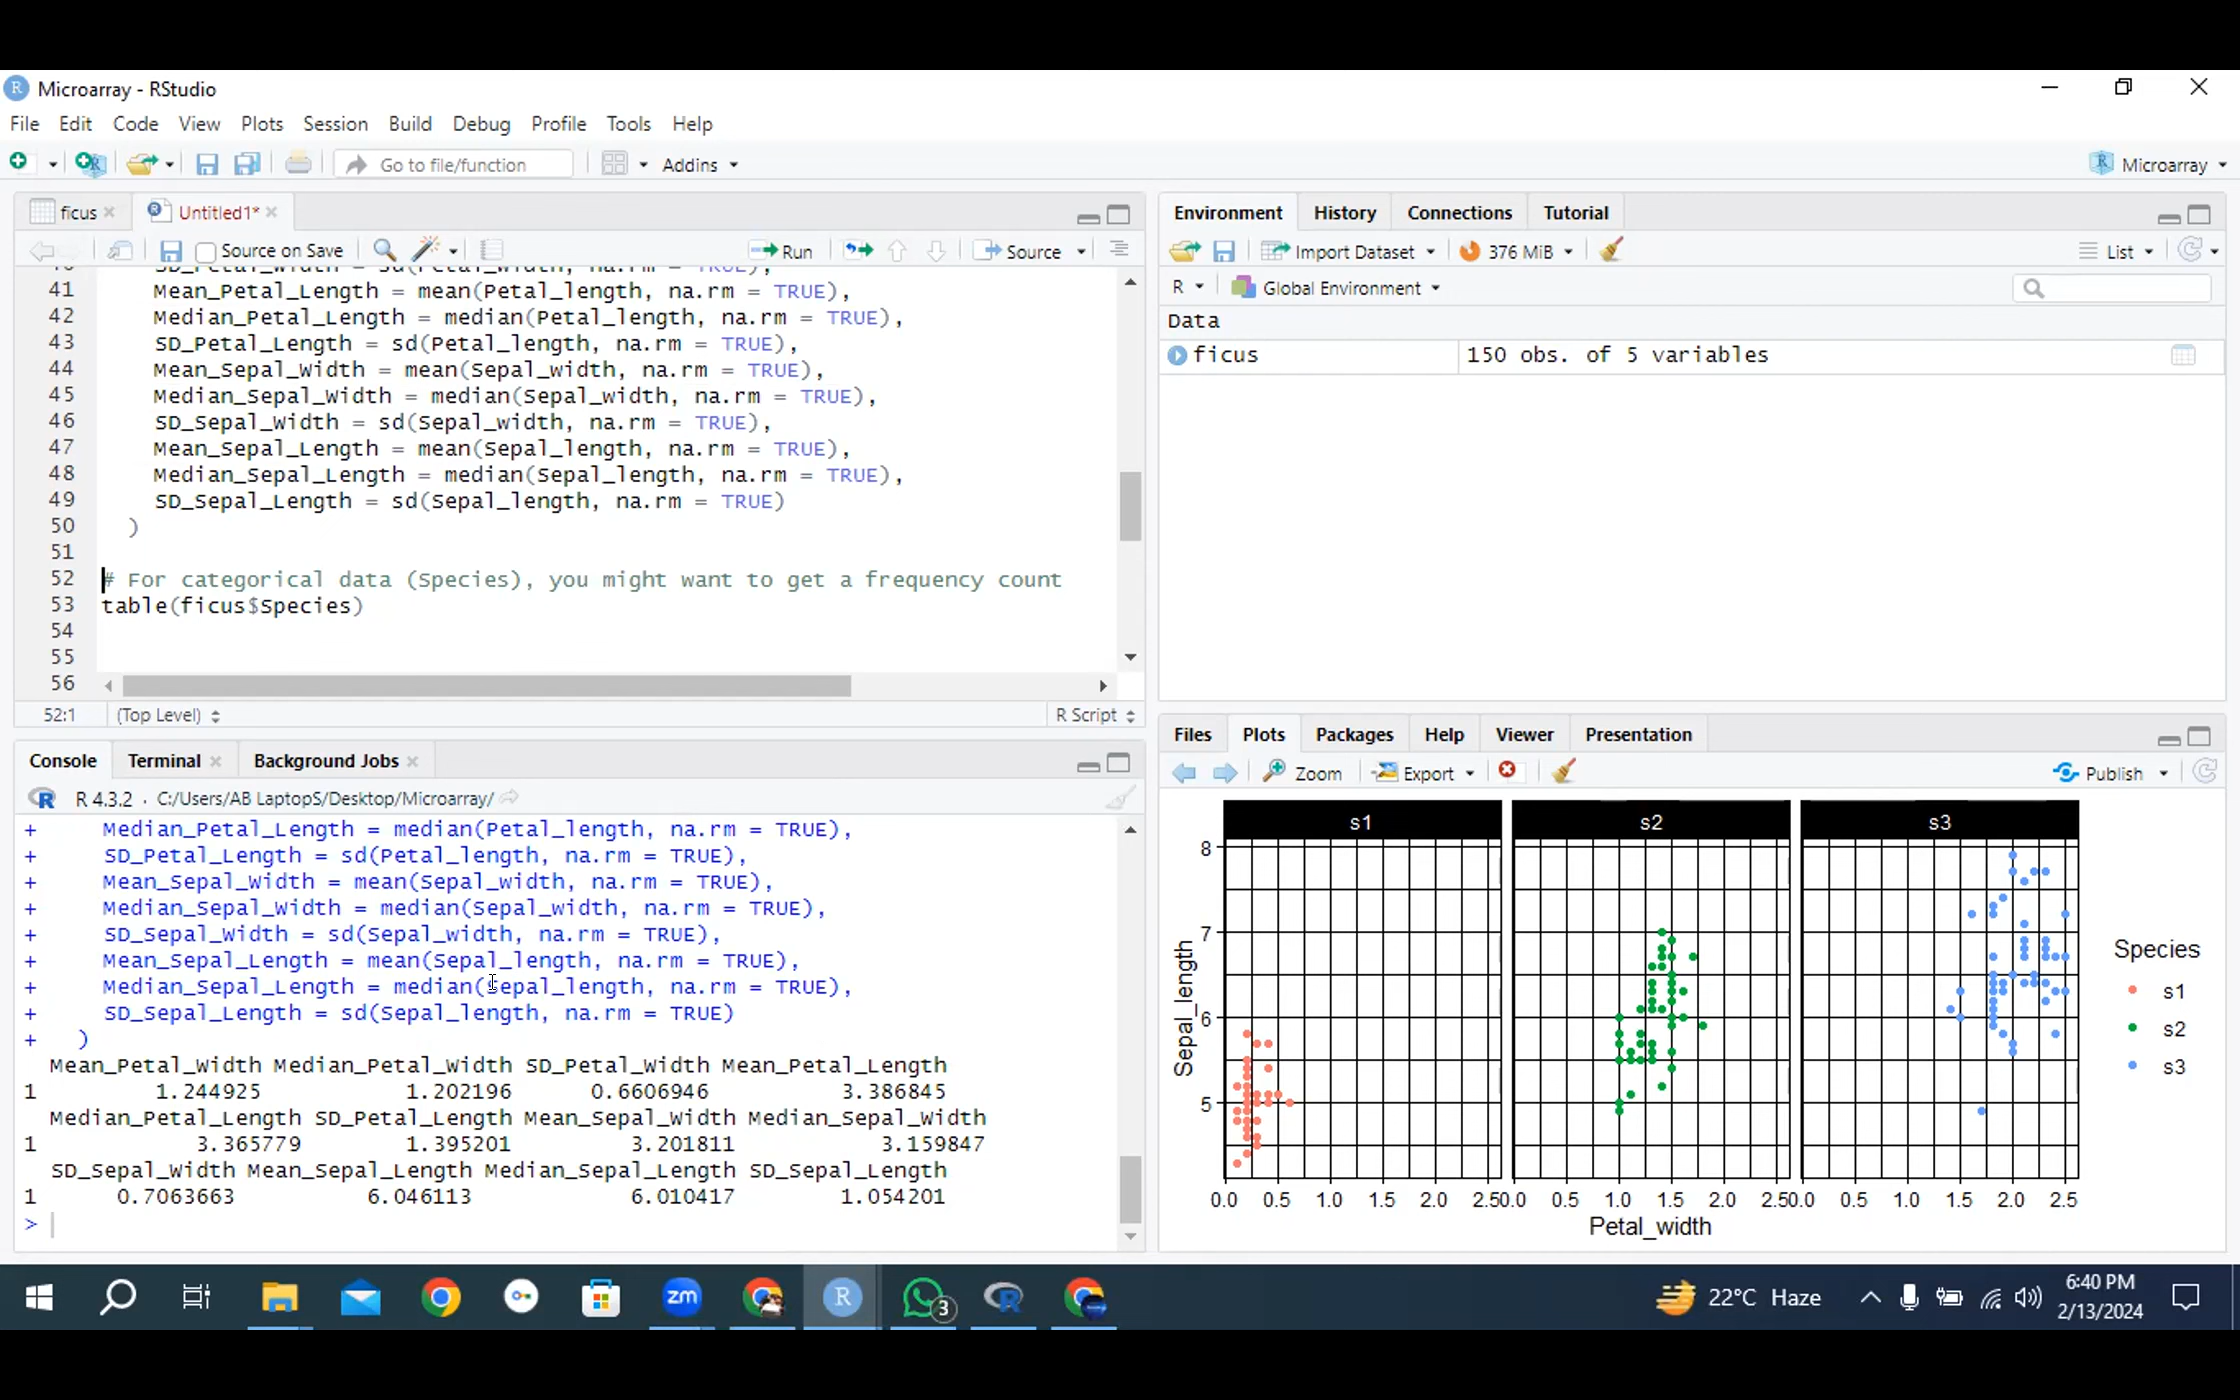 Microarray - RStudio
File Edit Code View Plots Session Build Debug Profile Tools Help
Go to file/function Addins Microarray
ficus Untitled1*
Source on Save Run Source
41 Mean_Petal_Length = mean(Petal_length, na.rm = TRUE),
42 Median_Petal_Length = median(Petal_length, na.rm = TRUE),
43 SD_Petal_Length = sd(Petal_length, na.rm = TRUE),
44 Mean_Sepal_Width = mean(Sepal_width, na.rm = TRUE),
45 Median_Sepal_Width = median(Sepal_width, na.rm = TRUE),
46 SD_Sepal_Width = sd(Sepal_width, na.rm = TRUE),
47 Mean_Sepal_Length = mean(Sepal_length, na.rm = TRUE),
48 Median_Sepal_Length = median(Sepal_length, na.rm = TRUE),
49 SD_Sepal_Length = sd(Sepal_length, na.rm = TRUE)
50 )
51
52 # For categorical data (Species), you might want to get a frequency count
53 table(ficus$Species)
54
55
56
52:1 (Top Level) R Script
Console Terminal Background Jobs
R 4.3.2 · C:/Users/AB LaptopS/Desktop/Microarray/
+ Median_Petal_Length = median(Petal_length, na.rm = TRUE),
+ SD_Petal_Length = sd(Petal_length, na.rm = TRUE),
+ Mean_Sepal_Width = mean(Sepal_width, na.rm = TRUE),
+ Median_Sepal_Width = median(Sepal_width, na.rm = TRUE),
+ SD_Sepal_Width = sd(Sepal_width, na.rm = TRUE),
+ Mean_Sepal_Length = mean(Sepal_length, na.rm = TRUE),
+ Median_Sepal_Length = median(Sepal_length, na.rm = TRUE),
+ SD_Sepal_Length = sd(Sepal_length, na.rm = TRUE)
+ )
Mean_Petal_Width Median_Petal_Width SD_Petal_Width Mean_Petal_Length
1 1.244925 1.202196 0.6606946 3.386845
Median_Petal_Length SD_Petal_Length Mean_Sepal_Width Median_Sepal_Width
1 3.365779 1.395201 3.201811 3.159847
SD_Sepal_Width Mean_Sepal_Length Median_Sepal_Length SD_Sepal_Length
1 0.7063663 6.046113 6.010417 1.054201
>
Environment History Connections Tutorial
Import Dataset 376 MiB List
R Global Environment
Data
ficus 150 obs. of 5 variables
Files Plots Packages Help Viewer Presentation
Zoom Export Publish
s1 s2 s3
8
7
6
5
Sepal_length
0.0 0.5 1.0 1.5 2.0 2.5 0.0 0.5 1.0 1.5 2.0 2.5 0.0 0.5 1.0 1.5 2.0 2.5
Petal_width
Species
s1
s2
s3
zm 3 22°C Haze
6:40 PM
2/13/2024